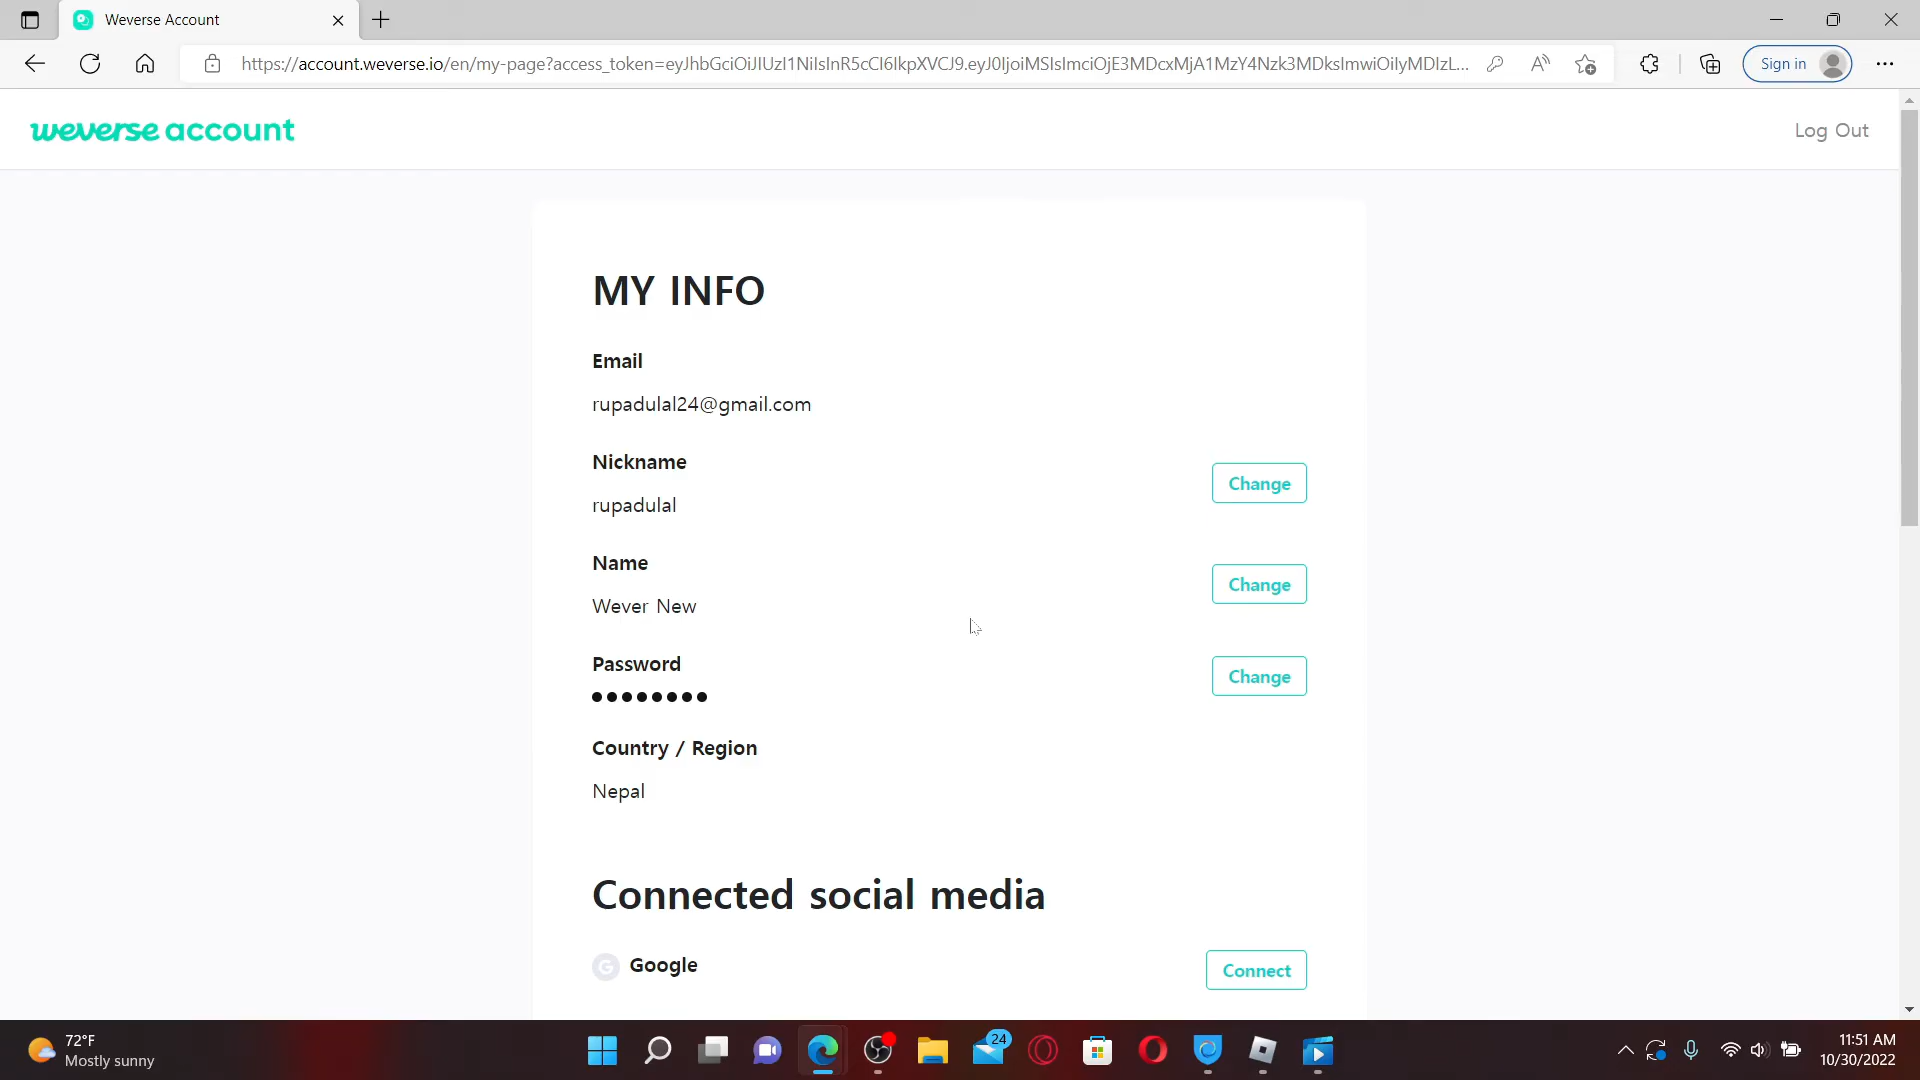 Weverse Account
https://account.weverse.io/en/my-page?access_token=eyJhbGciOiJIUzI1NiIsInR5cCI6IkpXVCJ9.eyJ0IjoiMSIsImciOjE3MDcxMjA1MzY4Nzk3MDksImwiOiIyMDIzL...
Sign in
weverse account
Log Out
MY INFO
Email
rupadulal24@gmail.com
Nickname
Change
rupadulal
Name
Change
Wever New
Password
Change
Country / Region
Nepal
Connected social media
Google
Connect
72°F
Mostly sunny
24
11:51 AM
10/30/2022